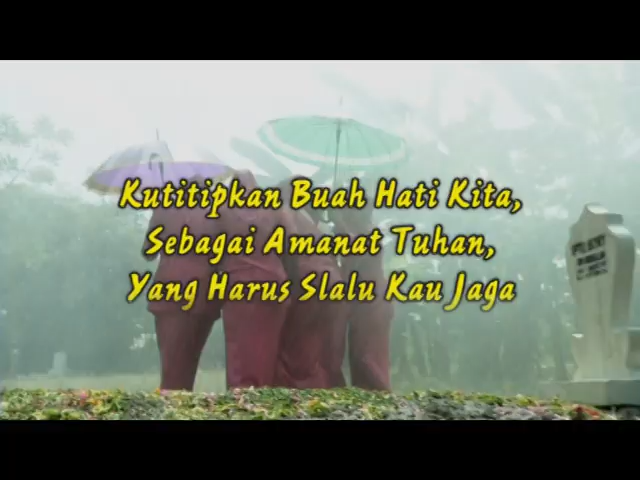 Kutitipkan Buah Hati Kita,
Sebagai Amanat Tuhan,
Yang Harus Slalu Kau Jaga